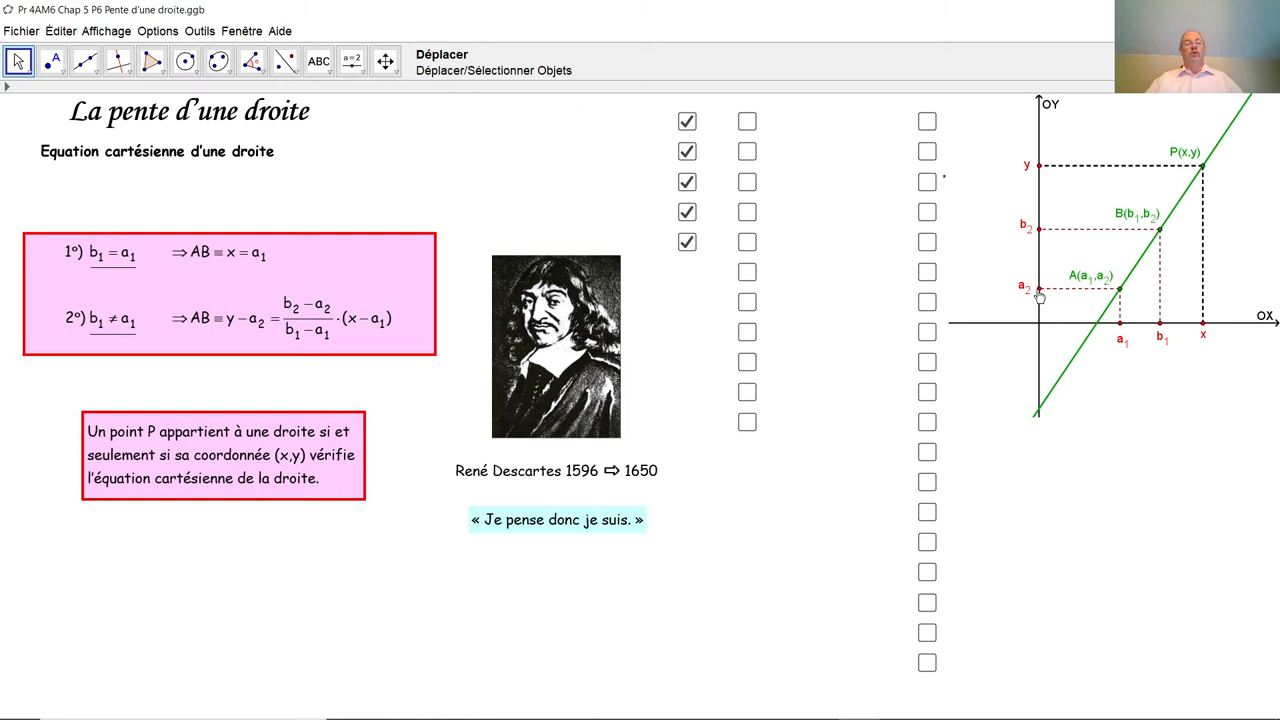 Pr 4AM6 Chap 5 P6 Pente d'une droite.ggb
Fichier Éditer Affichage Options Outils Fenêtre Aide
A
ABC
a=2
Déplacer
Déplacer/Sélectionner Objets
La pente d'une droite
Equation cartésienne d'une droite
1°) b₁ = a₁ ⇒ AB ≡ x = a₁
2°) b₁ ≠ a₁ ⇒ AB ≡ y − a₂ = (b₂ − a₂)/(b₁ − a₁) · (x − a₁)
Un point P appartient à une droite si et
seulement si sa coordonnée (x,y) vérifie
l'équation cartésienne de la droite.
René Descartes 1596 ⇨ 1650
« Je pense donc je suis. »
*
OY
P(x,y)
y
B(b₁,b₂)
b₂
A(a₁,a₂)
a₂
OX
a₁ b₁ x